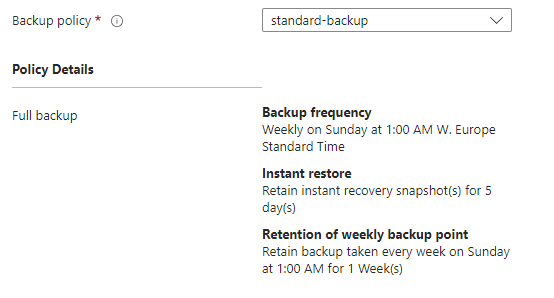 Backup policy * standard-backup
Policy Details
Full backup
Backup frequency
Weekly on Sunday at 1:00 AM W. Europe
Standard Time
Instant restore
Retain instant recovery snapshot(s) for 5
day(s)
Retention of weekly backup point
Retain backup taken every week on Sunday
at 1:00 AM for 1 Week(s)